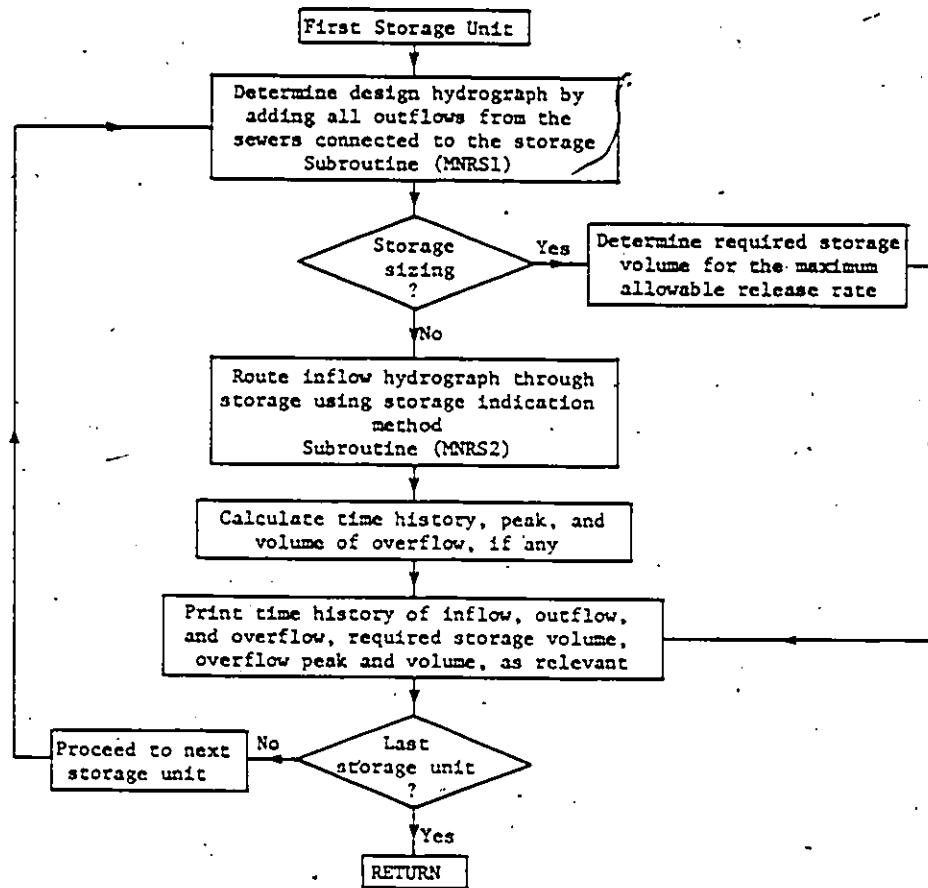 First Storage Unit
Determine design hydrograph by
adding all outflows from the
sewers connected to the storage
Subroutine (MNRS1)
Storage
sizing
?
Yes
Determine required storage
volume for the maximum
allowable release rate
No
Route inflow hydrograph through
storage using storage indication
method
Subroutine (MNRS2)
Calculate time history, peak, and
volume of overflow, if any
Print time history of inflow, outflow,
and overflow, required storage volume,
overflow peak and volume, as relevant
Proceed to next
storage unit
No
Last
storage unit
?
Yes
RETURN